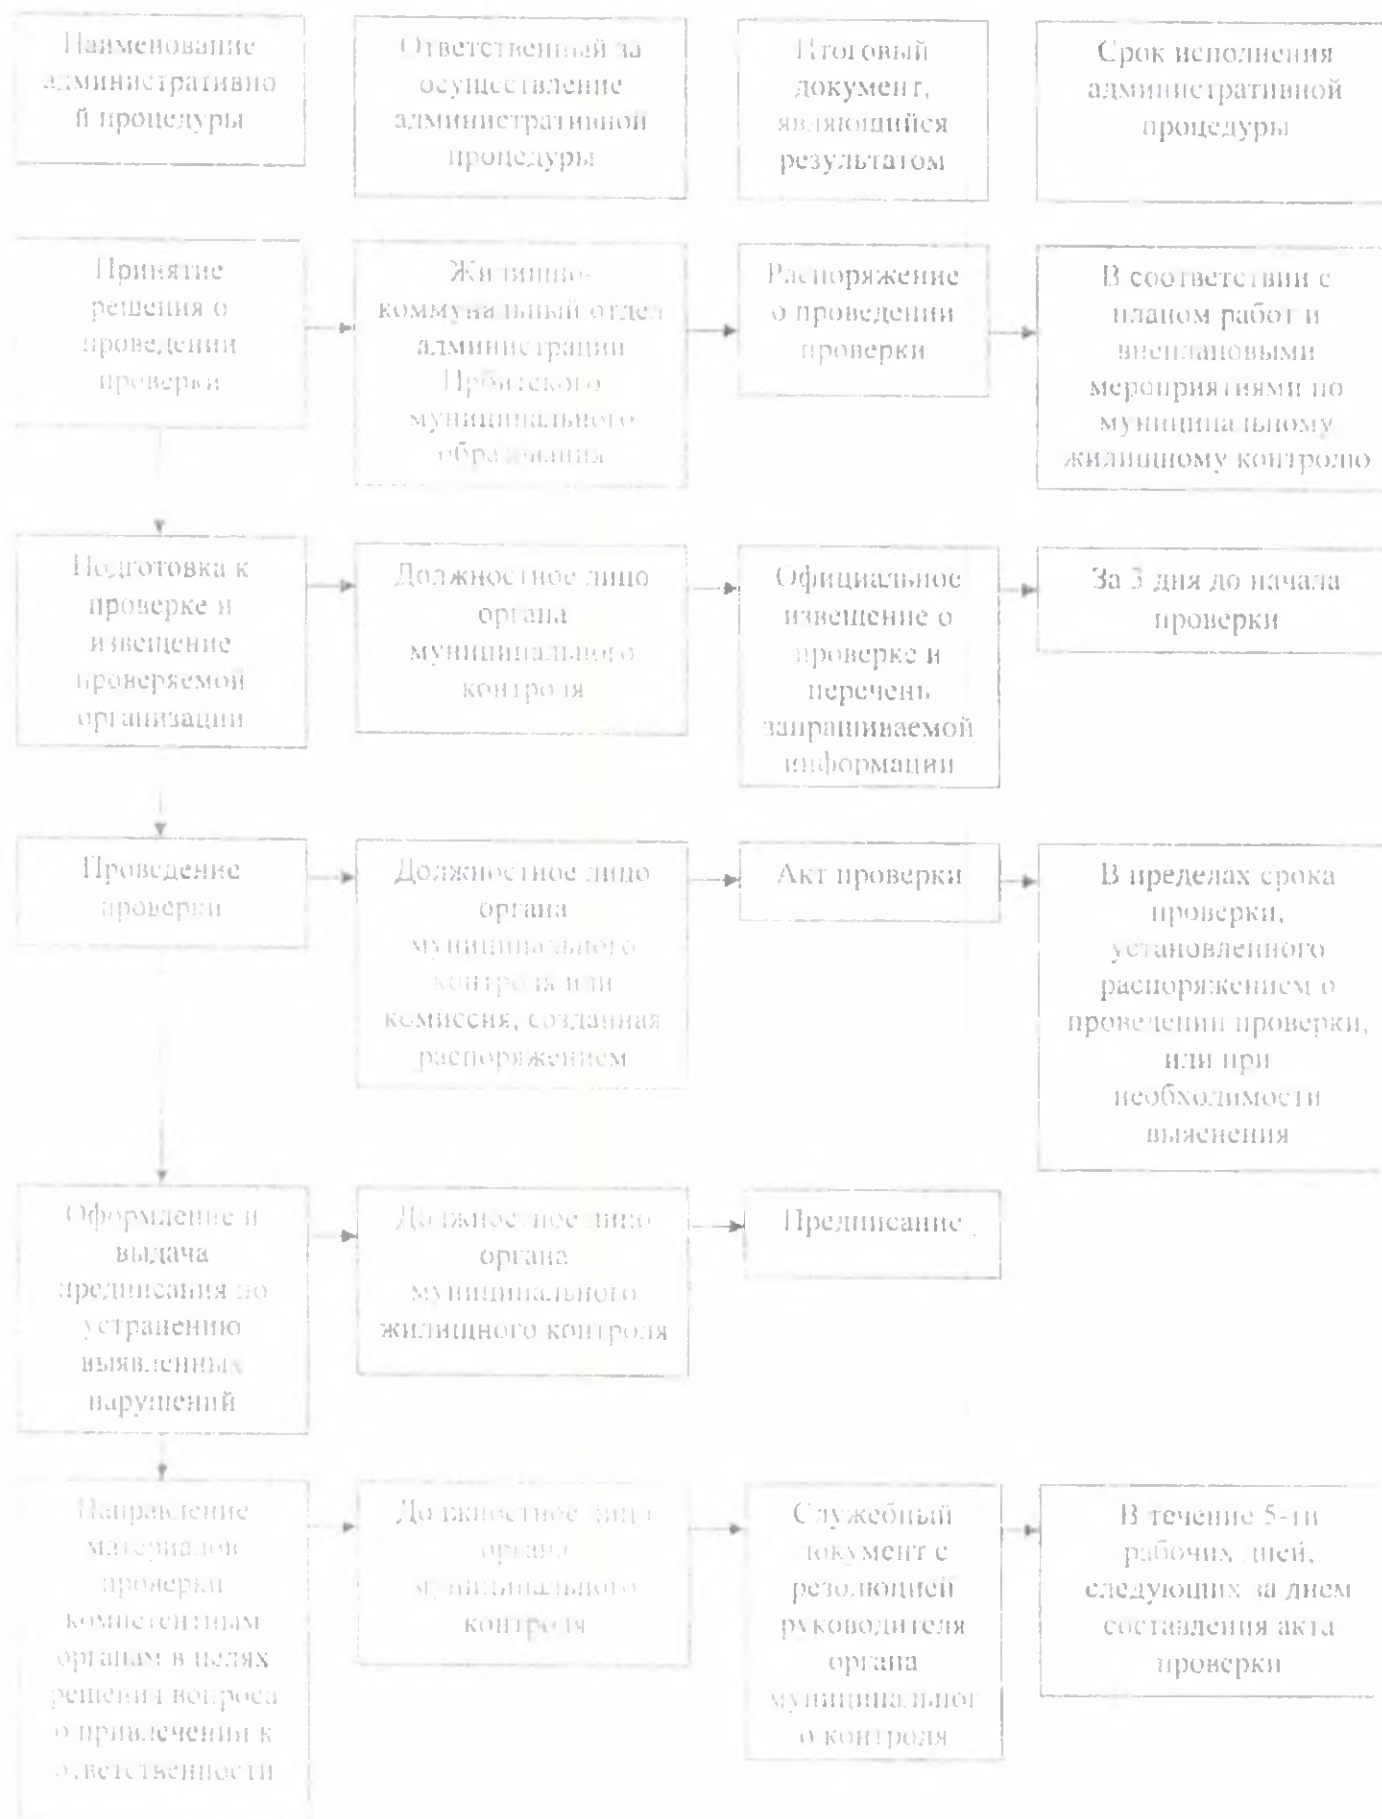 Наименование
административно
й процедуры
Ответственный за
осуществление
административной
процедуры
Итоговый
документ,
являющийся
результатом
Срок исполнения
административной
процедуры
Принятие
решения о
проведении
проверки
Жилищно-
коммунальный отдел
администрации
Ирбитского
муниципального
образования
Распоряжение
о проведении
проверки
В соответствии с
планом работ и
внеплановыми
мероприятиями по
муниципальному
жилищному контролю
Подготовка к
проверке и
извещение
проверяемой
организации
Должностное лицо
органа
муниципального
контроля
Официальное
извещение о
проверке и
перечень
запрашиваемой
информации
За 3 дня до начала
проверки
Проведение
проверки
Должностное лицо
органа
муниципального
контроля или
комиссия, созданная
распоряжением
Акт проверки
В пределах срока
проверки,
установленного
распоряжением о
проведении проверки,
или при
необходимости
выяснения
Оформление и
выдача
предписания по
устранению
выявленных
нарушений
Должностное лицо
органа
муниципального
жилищного контроля
Предписание
Направление
материалов
проверки
компетентным
органам в целях
решения вопроса
о привлечении к
ответственности
Должностное лицо
органа
муниципального
контроля
Служебный
документ с
резолюцией
руководителя
органа
муниципальног
о контроля
В течение 5-ти
рабочих дней,
следующих за днем
составления акта
проверки